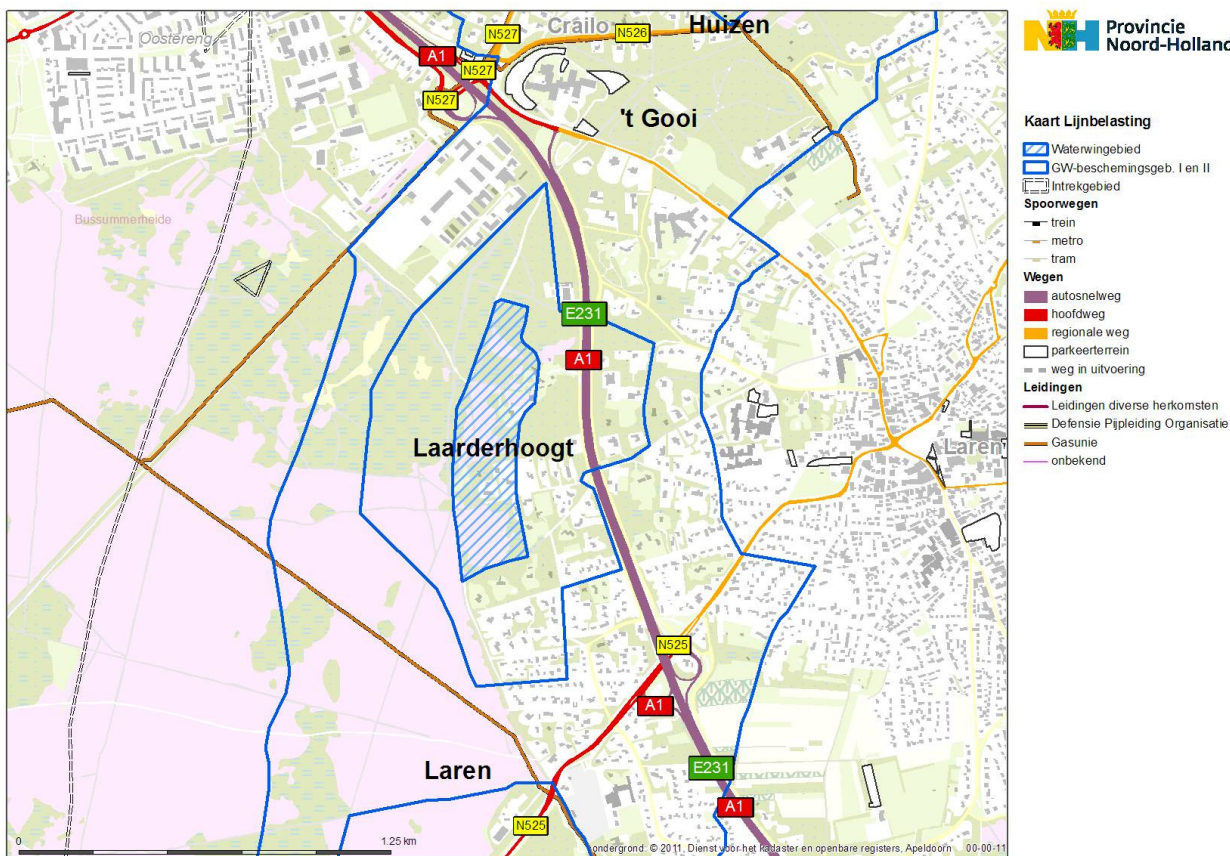 Oostereng
Crailo
Huizen
N527
N526
A1
N527
N527
't Gooi
Bussummerheide
E231
A1
Laarderhoogt
Laren
N525
A1
Laren
E231
A1
N525
0
1.25 km
ondergrond: © 2011, Dienst voor het kadaster en openbare registers, Apeldoorn 00-00-11
Provincie
Noord-Holland
Kaart Lijnbelasting
Waterwingebied
GW-beschemingsgeb. I en II
Intrekgebied
Spoorwegen
trein
metro
tram
Wegen
autosnelweg
hoofdweg
regionale weg
parkeerterrein
weg in uitvoering
Leidingen
Leidingen diverse herkomsten
Defensie Pijpleiding Organisatie
Gasunie
onbekend